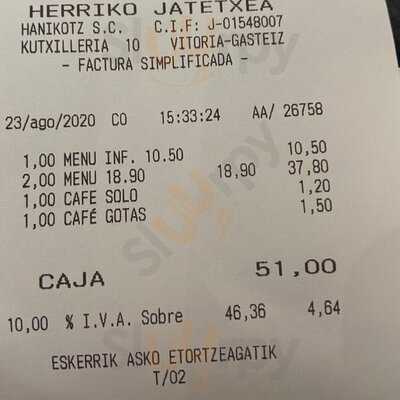 HERRIKO JATETXEA
HANIKOTZ S.C. C.I.F: J-01548007
KUTXILLERIA 10 VITORIA-GASTEIZ
- FACTURA SIMPLIFICADA -
23/ago/2020 CO 15:33:24 AA/ 26758
1,00 MENU INF. 10.50 10,50
2,00 MENU 18.90 18,90 37,80
1,00 CAFE SOLO 1,20
1,00 CAFÉ GOTAS 1,50
CAJA 51,00
10,00 % I.V.A. Sobre 46,36 4,64
ESKERRIK ASKO ETORTZEAGATIK
T/02
sluurpy